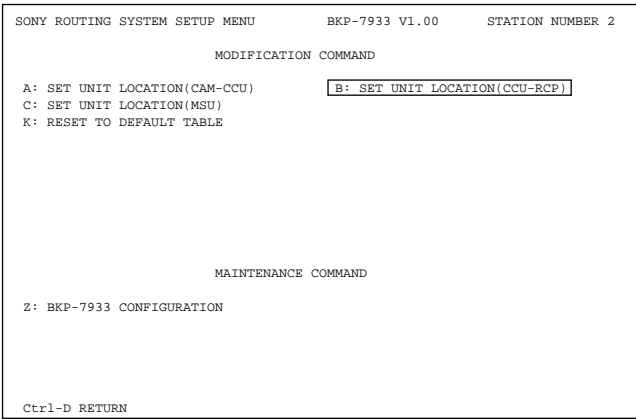 SONY ROUTING SYSTEM SETUP MENU BKP-7933 V1.00 STATION NUMBER 2
MODIFICATION COMMAND
A: SET UNIT LOCATION(CAM-CCU) B: SET UNIT LOCATION(CCU-RCP)
C: SET UNIT LOCATION(MSU)
K: RESET TO DEFAULT TABLE
MAINTENANCE COMMAND
Z: BKP-7933 CONFIGURATION
Ctrl-D RETURN